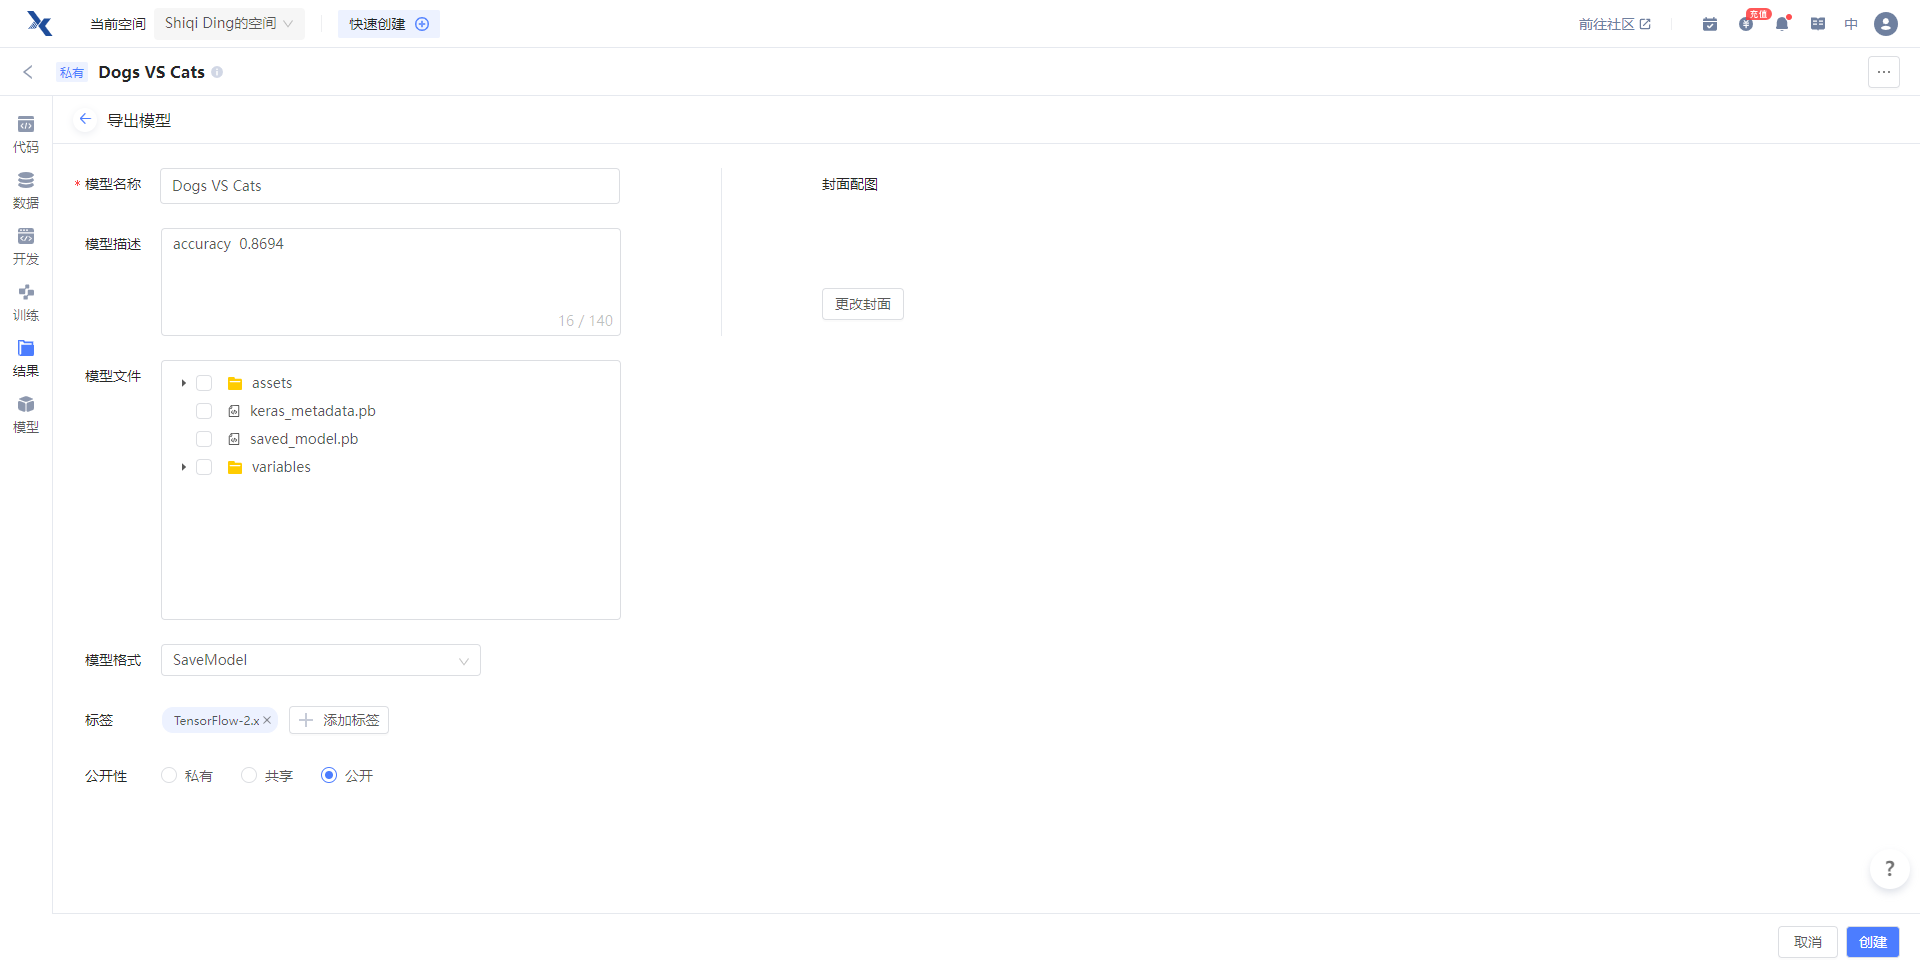 当前空间 Shiqi Ding的空间 快速创建 前往社区 充值 中
私有 Dogs VS Cats ...
导出模型
代码
数据
开发
训练
结果
模型
* 模型名称 Dogs VS Cats
模型描述 accuracy 0.8694
16 / 140
模型文件 assets
keras_metadata.pb
saved_model.pb
variables
模型格式 SaveModel
标签 TensorFlow-2.x × 添加标签
公开性 私有 共享 公开
封面配图
更改封面
?
取消 创建